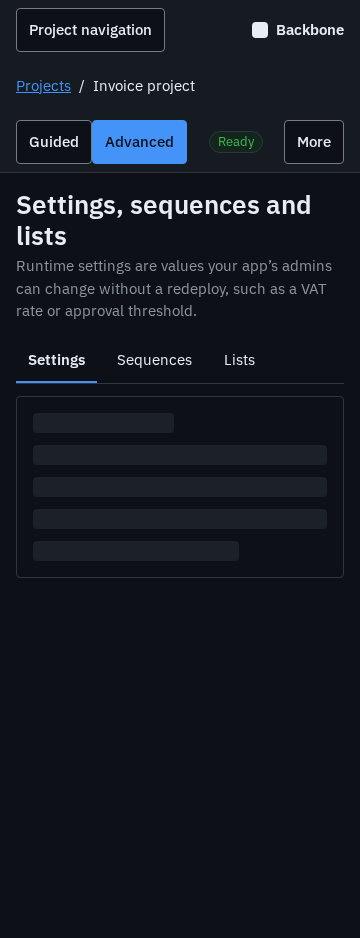 Project navigation
Backbone
Projects / Invoice project
Guided
Advanced
Ready
More
Settings, sequences and
lists
Runtime settings are values your app’s admins
can change without a redeploy, such as a VAT
rate or approval threshold.
Settings
Sequences
Lists